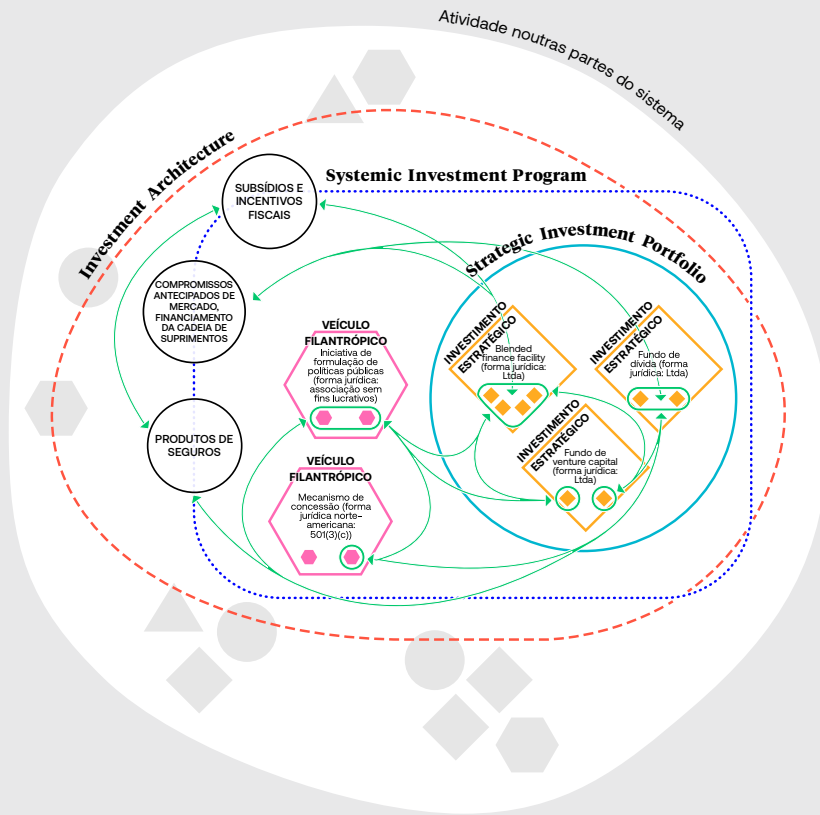 Atividade noutras partes do sistema
Investment Architecture
Systemic Investment Program
Strategic Investment Portfolio
SUBSÍDIOS E
INCENTIVOS
FISCAIS
COMPROMISSOS
ANTECIPADOS DE
MERCADO,
FINANCIAMENTO
DA CADEIA DE
SUPRIMENTOS
PRODUTOS DE
SEGUROS
VEÍCULO
FILANTRÓPICO
Iniciativa de
formulação de
políticas públicas
(forma jurídica:
associação sem
fins lucrativos)
VEÍCULO
FILANTRÓPICO
Mecanismo de
concessão (forma
jurídica norte-
americana:
501(3)(c))
INVESTIMENTO
ESTRATÉGICO
Blended
finance facility
(forma jurídica:
Ltda)
INVESTIMENTO
ESTRATÉGICO
Fundo de
dívida (forma
jurídica: Ltda)
INVESTIMENTO
ESTRATÉGICO
Fundo de
venture capital
(forma jurídica:
Ltda)